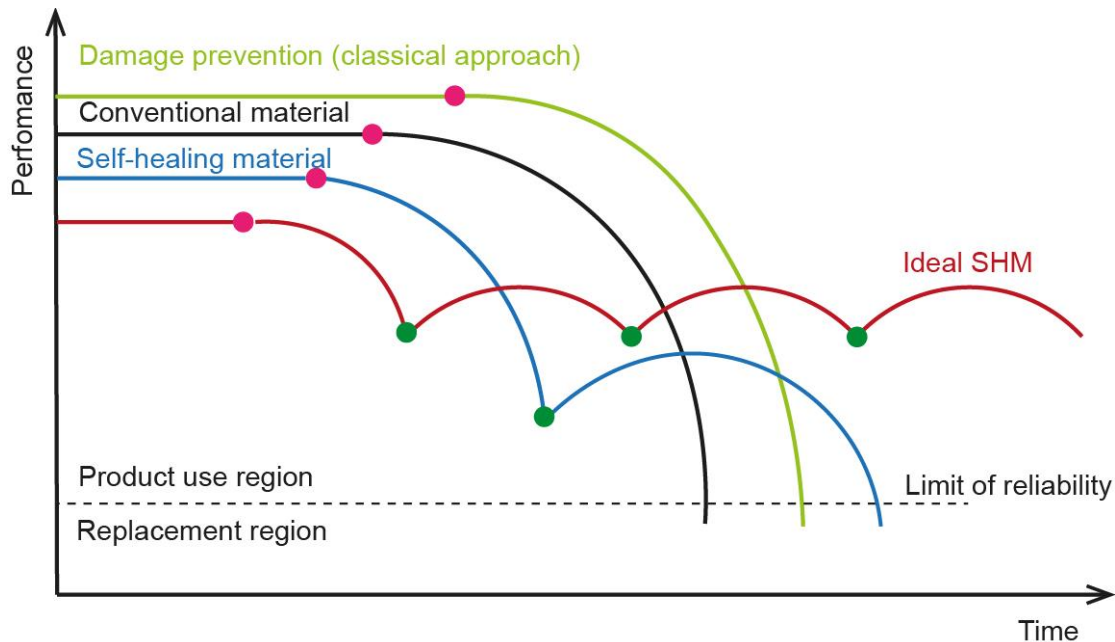 Perfomance
Damage prevention (classical approach)
Conventional material
Self-healing material
Ideal SHM
Product use region
Limit of reliability
Replacement region
Time